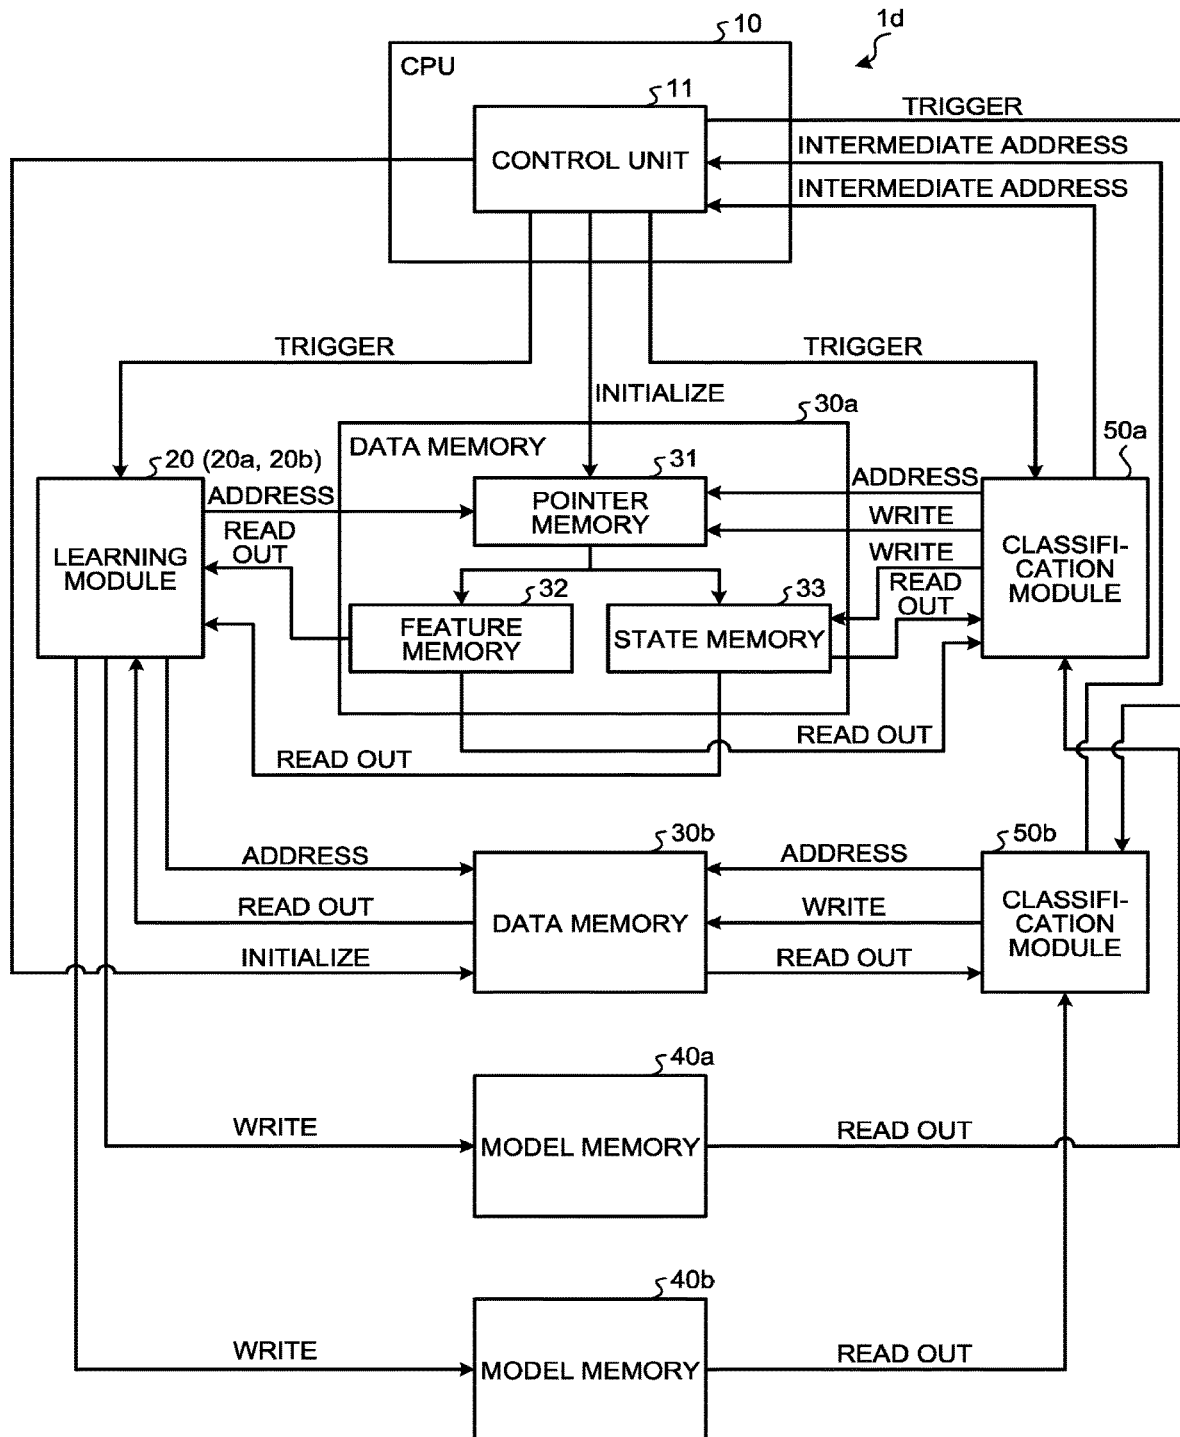 10
1d
CPU
11
TRIGGER
CONTROL UNIT
INTERMEDIATE ADDRESS
INTERMEDIATE ADDRESS
TRIGGER
TRIGGER
INITIALIZE
30a
DATA MEMORY
50a
20 (20a, 20b)
31
ADDRESS
ADDRESS
POINTER
MEMORY
WRITE
READ
OUT
LEARNING
MODULE
WRITE
CLASSIFI-
CATION
MODULE
READ
OUT
32
33
FEATURE
MEMORY
STATE MEMORY
READ OUT
READ OUT
30b
50b
ADDRESS
ADDRESS
READ OUT
DATA MEMORY
WRITE
CLASSIFI-
CATION
MODULE
INITIALIZE
READ OUT
40a
WRITE
MODEL MEMORY
READ OUT
40b
WRITE
MODEL MEMORY
READ OUT